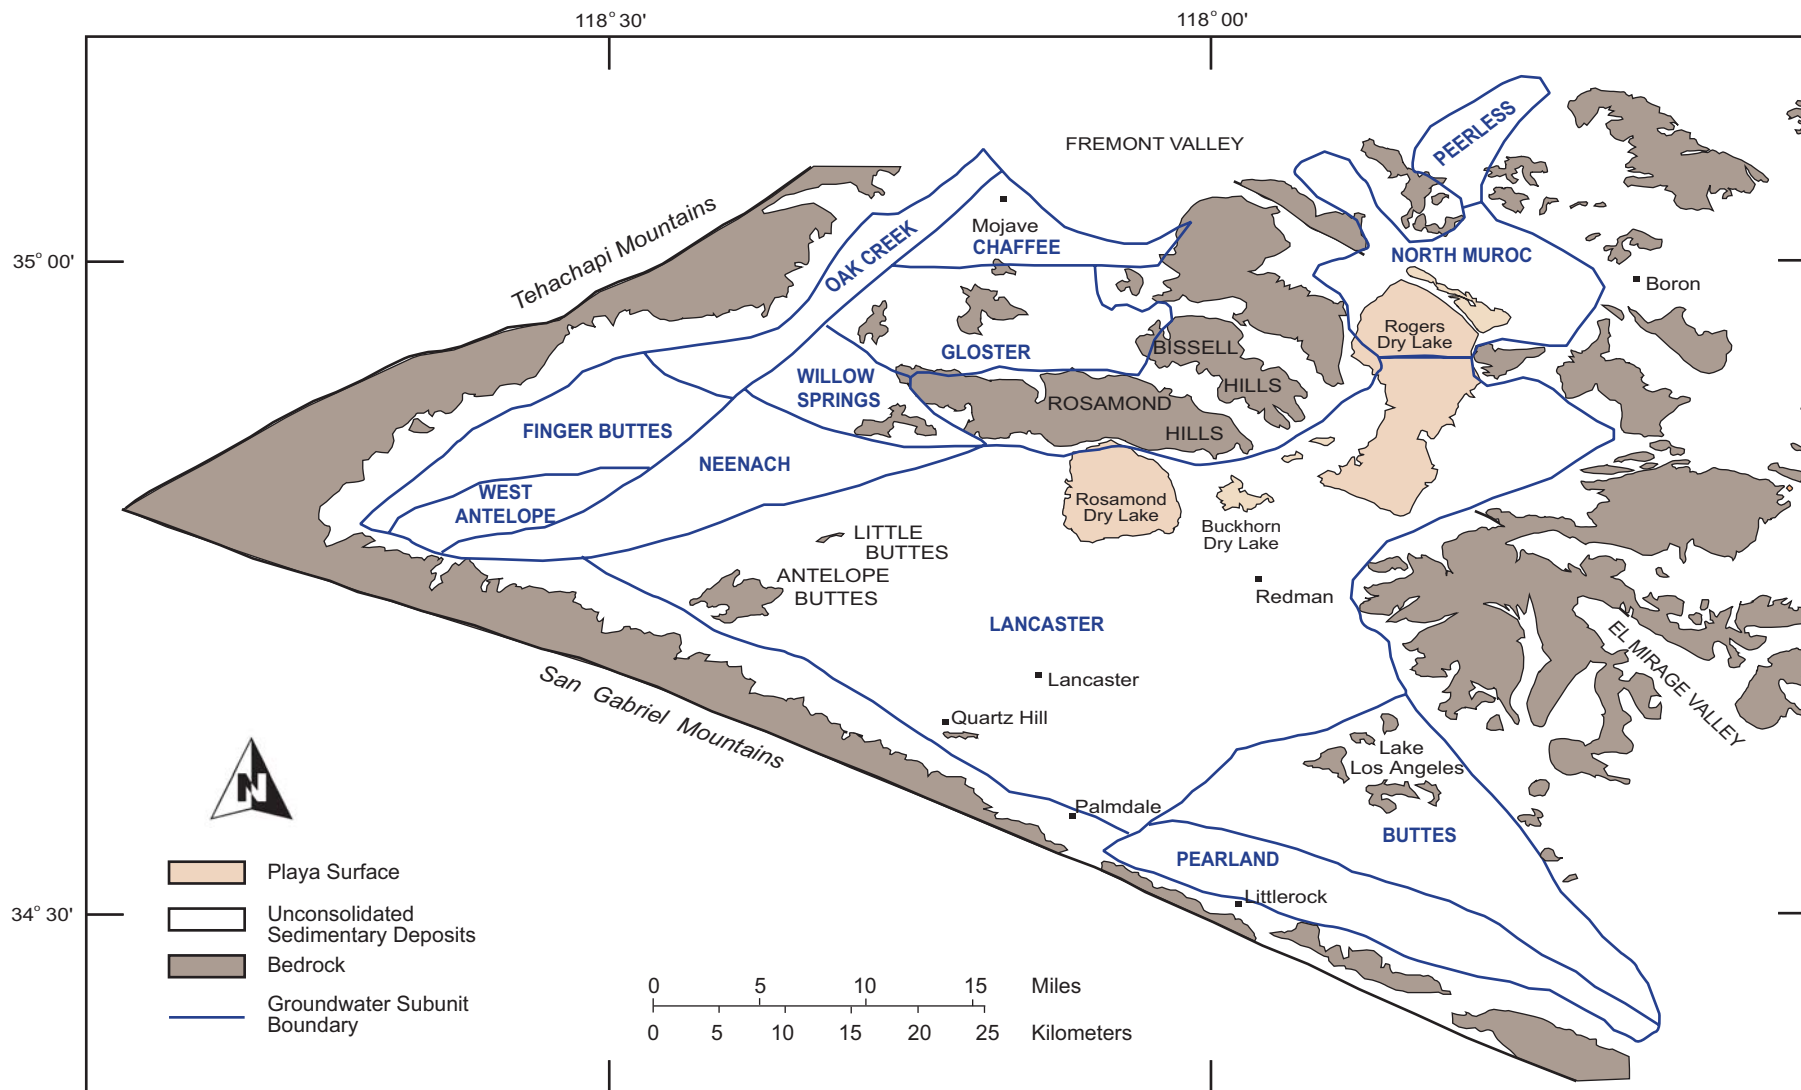 118° 30'
118° 00'
FREMONT VALLEY
PEERLESS
Tehachapi Mountains
Mojave
CHAFFEE
OAK CREEK
NORTH MUROC
35° 00'
Boron
Rogers
Dry Lake
GLOSTER
BISSELL
HILLS
WILLOW
SPRINGS
ROSAMOND
HILLS
FINGER BUTTES
NEENACH
WEST
ANTELOPE
Rosamond
Dry Lake
Buckhorn
Dry Lake
LITTLE
BUTTES
ANTELOPE
BUTTES
Redman
LANCASTER
EL MIRAGE VALLEY
San Gabriel Mountains
Lancaster
Quartz Hill
Lake
Los Angeles
N
Palmdale
BUTTES
PEARLAND
Littlerock
34° 30'
Playa Surface
Unconsolidated
Sedimentary Deposits
Bedrock
Groundwater Subunit
Boundary
0 5 10 15 Miles
0 5 10 15 20 25 Kilometers